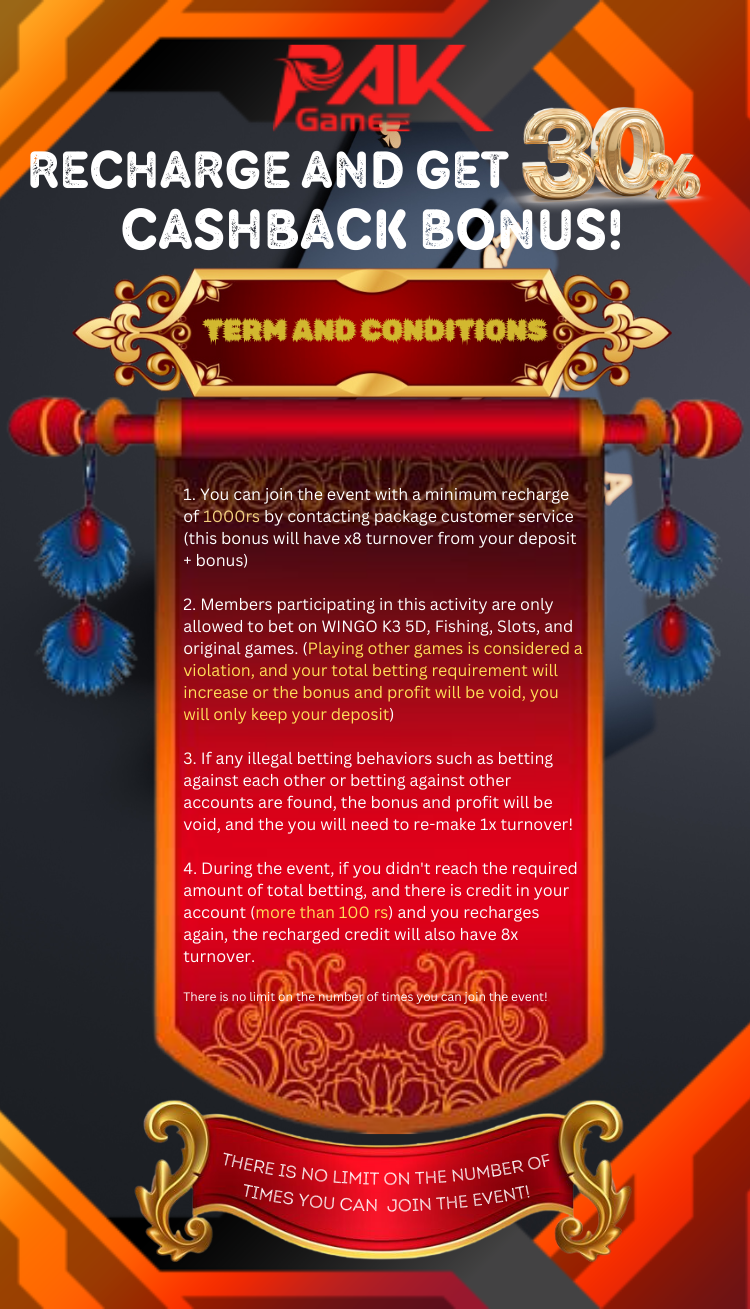 PAK
Games
RECHARGE AND GET 30%
CASHBACK BONUS!
TERM AND CONDITIONS
1. You can join the event with a minimum recharge
of 1000rs by contacting package customer service
(this bonus will have x8 turnover from your deposit
+ bonus)
2. Members participating in this activity are only
allowed to bet on WINGO K3 5D, Fishing, Slots, and
original games. (Playing other games is considered a
violation, and your total betting requirement will
increase or the bonus and profit will be void, you
will only keep your deposit)
3. If any illegal betting behaviors such as betting
against each other or betting against other
accounts are found, the bonus and profit will be
void, and the you will need to re-make 1x turnover!
4. During the event, if you didn't reach the required
amount of total betting, and there is credit in your
account (more than 100 rs) and you recharges
again, the recharged credit will also have 8x
turnover.
There is no limit on the number of times you can join the event!
THERE IS NO LIMIT ON THE NUMBER OF
TIMES YOU CAN JOIN THE EVENT!